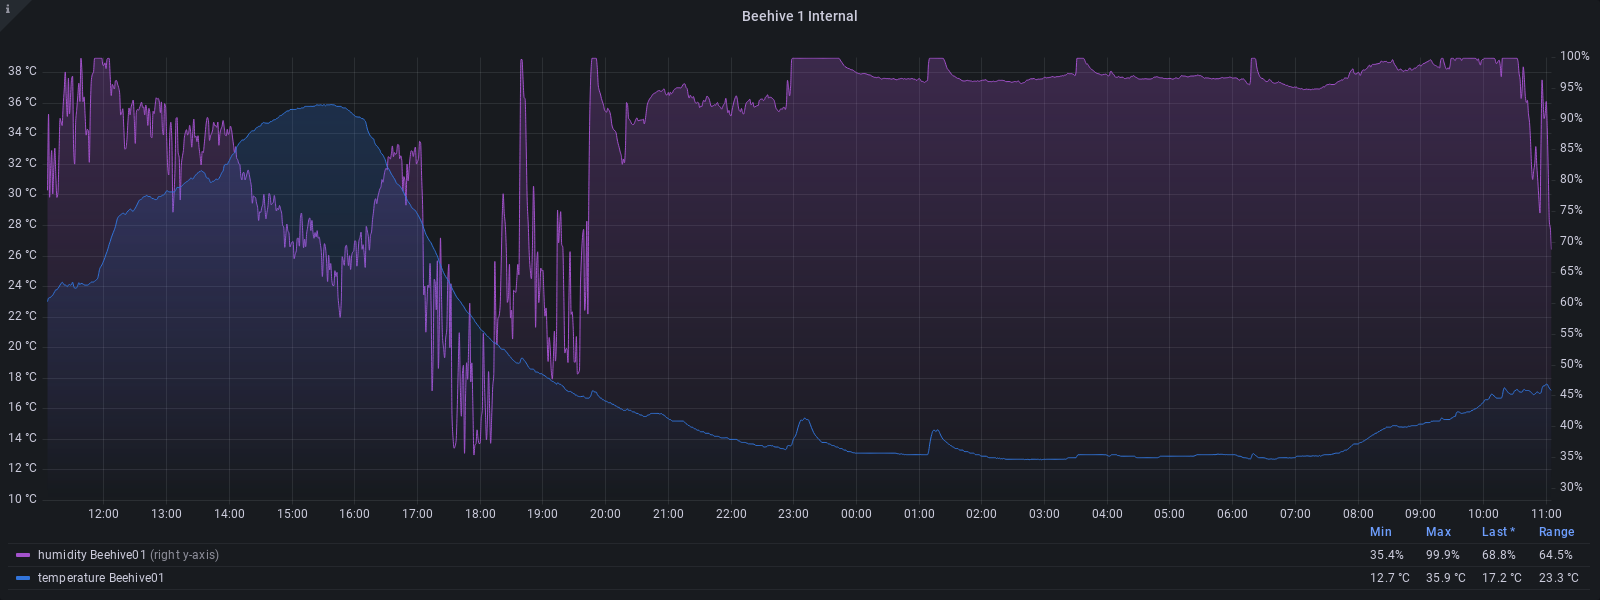 i
Beehive 1 Internal
38 °C
36 °C
34 °C
32 °C
30 °C
28 °C
26 °C
24 °C
22 °C
20 °C
18 °C
16 °C
14 °C
12 °C
10 °C
100%
95%
90%
85%
80%
75%
70%
65%
60%
55%
50%
45%
40%
35%
30%
12:00 13:00 14:00 15:00 16:00 17:00 18:00 19:00 20:00 21:00 22:00 23:00 00:00 01:00 02:00 03:00 04:00 05:00 06:00 07:00 08:00 09:00 10:00 11:00
Min Max Last * Range
humidity Beehive01 (right y-axis) 35.4% 99.9% 68.8% 64.5%
temperature Beehive01 12.7 °C 35.9 °C 17.2 °C 23.3 °C